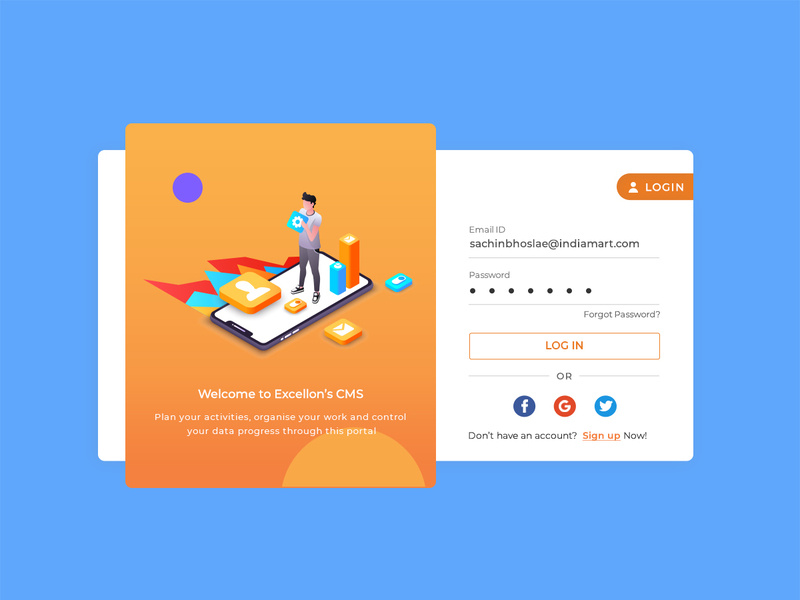 LOGIN
Email ID
sachinbhoslae@indiamart.com
Password
Forgot Password?
LOG IN
OR
Don't have an account? Sign up Now!
Welcome to Excellon's CMS
Plan your activities, organise your work and control
your data progress through this portal